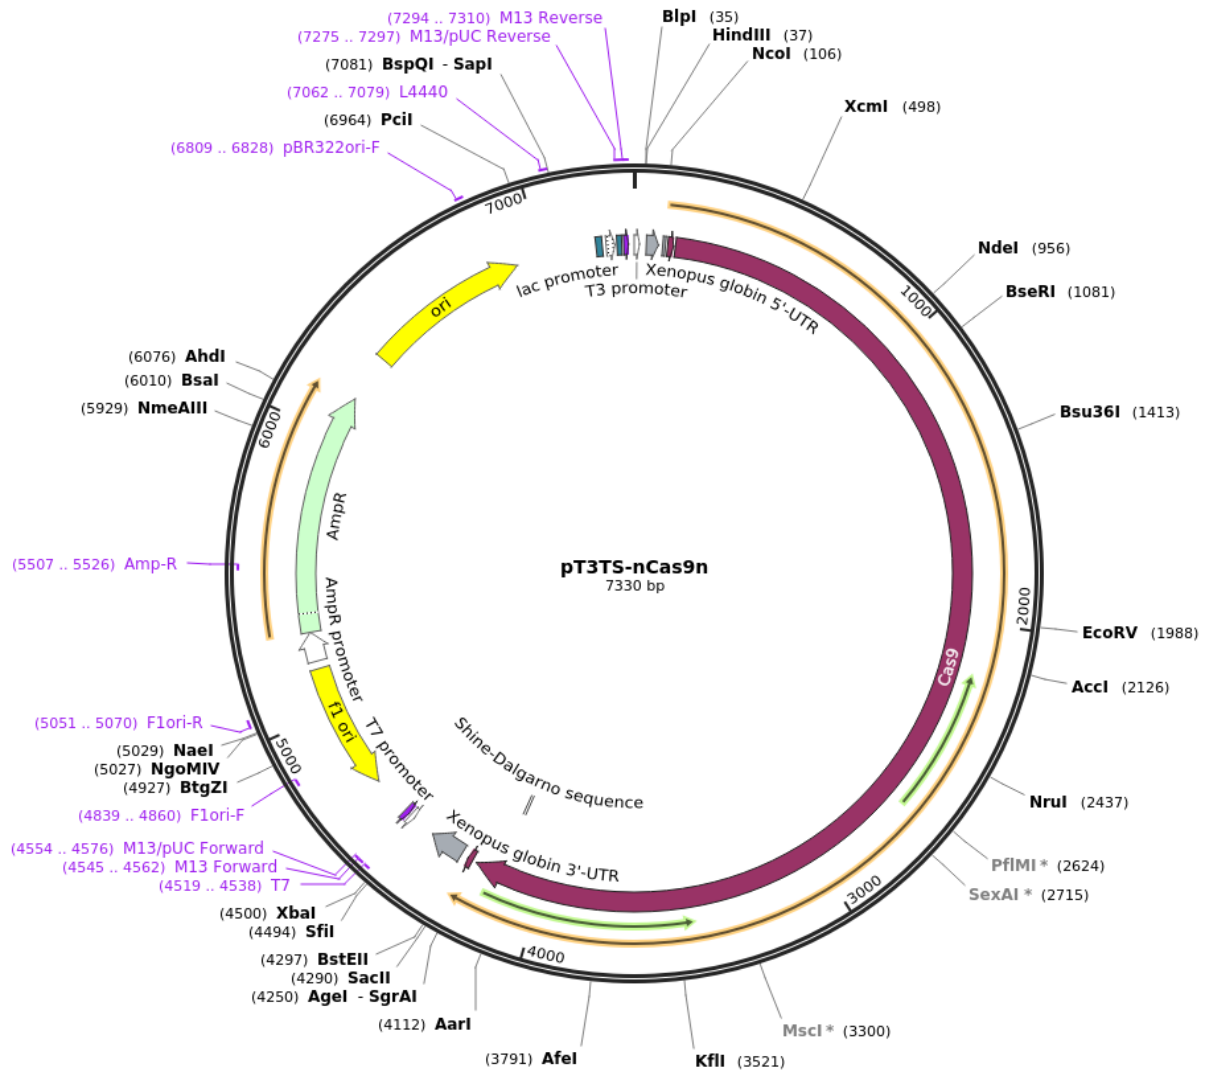 (7294 .. 7310) M13 Reverse
(7275 .. 7297) M13/pUC Reverse
(7081) BspQI - SapI
(7062 .. 7079) L4440
(6964) PciI
(6809 .. 6828) pBR322ori-F
BlpI (35)
HindIII (37)
NcoI (106)
XcmI (498)
NdeI (956)
BseRI (1081)
Bsu36I (1413)
EcoRV (1988)
AccI (2126)
NruI (2437)
PflMI * (2624)
SexAI * (2715)
MscI * (3300)
KflI (3521)
(3791) AfeI
(4112) AarI
(4250) AgeI - SgrAI
(4290) SacII
(4297) BstEII
(4494) SfiI
(4500) XbaI
(4519 .. 4538) T7
(4545 .. 4562) M13 Forward
(4554 .. 4576) M13/pUC Forward
(4839 .. 4860) F1ori-F
(4927) BtgZI
(5027) NgoMIV
(5029) NaeI
(5051 .. 5070) F1ori-R
(5507 .. 5526) Amp-R
(5929) NmeAIII
(6010) BsaI
(6076) AhdI
1000
2000
3000
4000
5000
6000
7000
lac promoter
T3 promoter
Xenopus globin 5'-UTR
Cas9
Xenopus globin 3'-UTR
Shine-Dalgarno sequence
T7 promoter
f1 ori
AmpR promoter
AmpR
ori
pT3TS-nCas9n
7330 bp